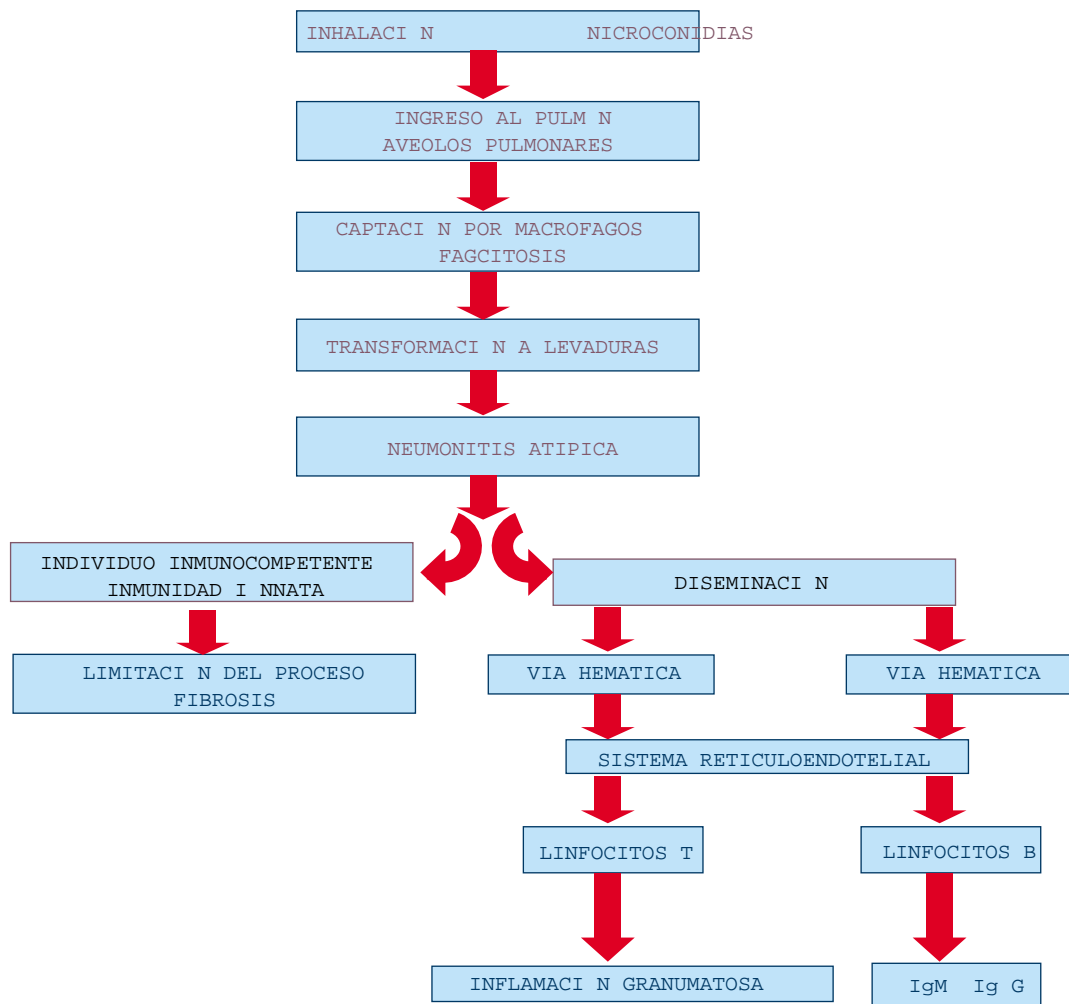 INHALACI N NICROCONIDIAS
INGRESO AL PULM N
AVEOLOS PULMONARES
CAPTACI N POR MACROFAGOS
FAGCITOSIS
TRANSFORMACI N A LEVADURAS
NEUMONITIS ATIPICA
INDIVIDUO INMUNOCOMPETENTE
INMUNIDAD I NNATA
DISEMINACI N
LIMITACI N DEL PROCESO
FIBROSIS
VIA HEMATICA
VIA HEMATICA
SISTEMA RETICULOENDOTELIAL
LINFOCITOS T
LINFOCITOS B
INFLAMACI N GRANUMATOSA
IgM Ig G